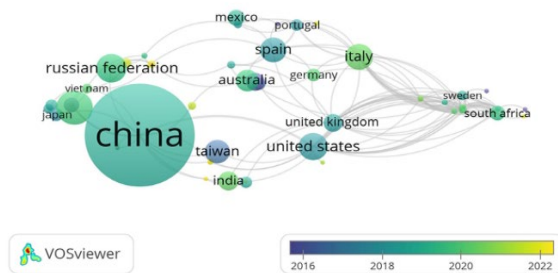 mexico
portugal
spain
italy
russian federation
australia
germany
viet nam
japan
sweden
south africa
china
united kingdom
taiwan
united states
india
VOSviewer
2016 2018 2020 2022